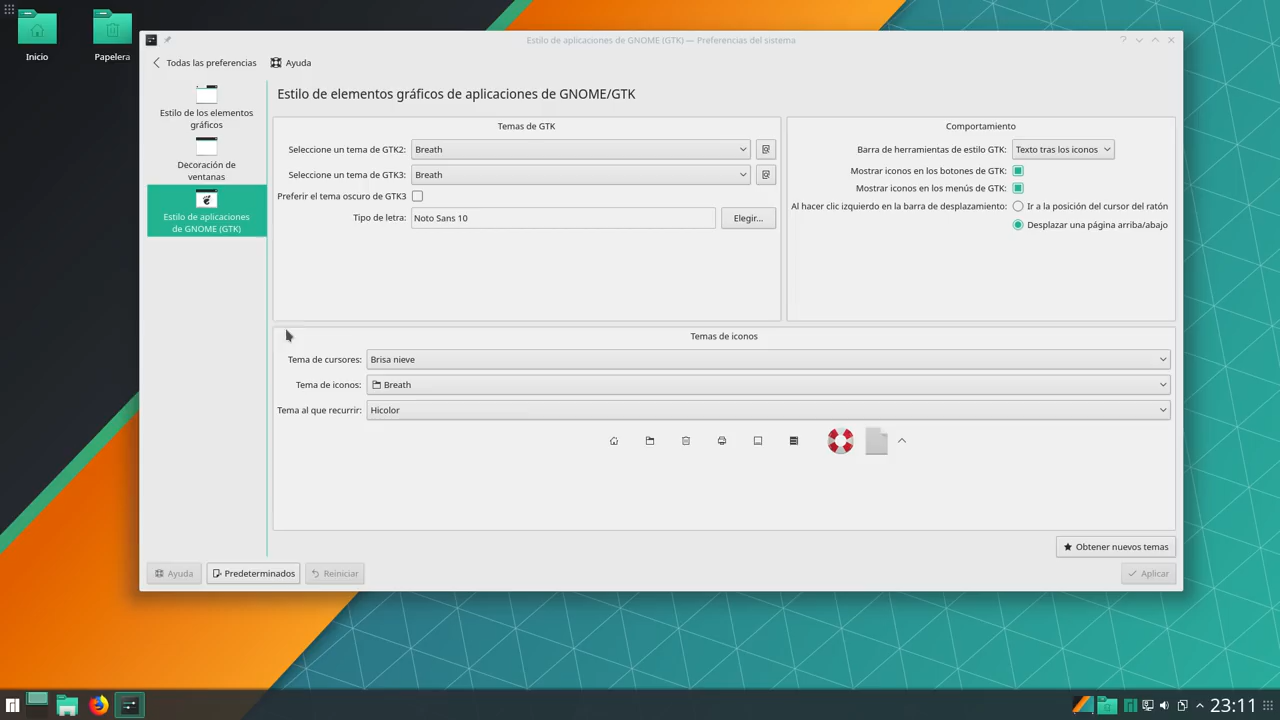 Inicio
Papelera
Estilo de aplicaciones de GNOME (GTK) — Preferencias del sistema
Todas las preferencias
Ayuda
Estilo de los elementos
gráficos
Decoración de
ventanas
Estilo de aplicaciones
de GNOME (GTK)
Estilo de elementos gráficos de aplicaciones de GNOME/GTK
Temas de GTK
Seleccione un tema de GTK2: Breath
Seleccione un tema de GTK3: Breath
Preferir el tema oscuro de GTK3
Tipo de letra: Noto Sans 10 Elegir...
Comportamiento
Barra de herramientas de estilo GTK: Texto tras los iconos
Mostrar iconos en los botones de GTK:
Mostrar iconos en los menús de GTK:
Al hacer clic izquierdo en la barra de desplazamiento: Ir a la posición del cursor del ratón
Desplazar una página arriba/abajo
Temas de iconos
Tema de cursores: Brisa nieve
Tema de iconos: Breath
Tema al que recurrir: Hicolor
Obtener nuevos temas
Ayuda Predeterminados Reiniciar Aplicar
23:11